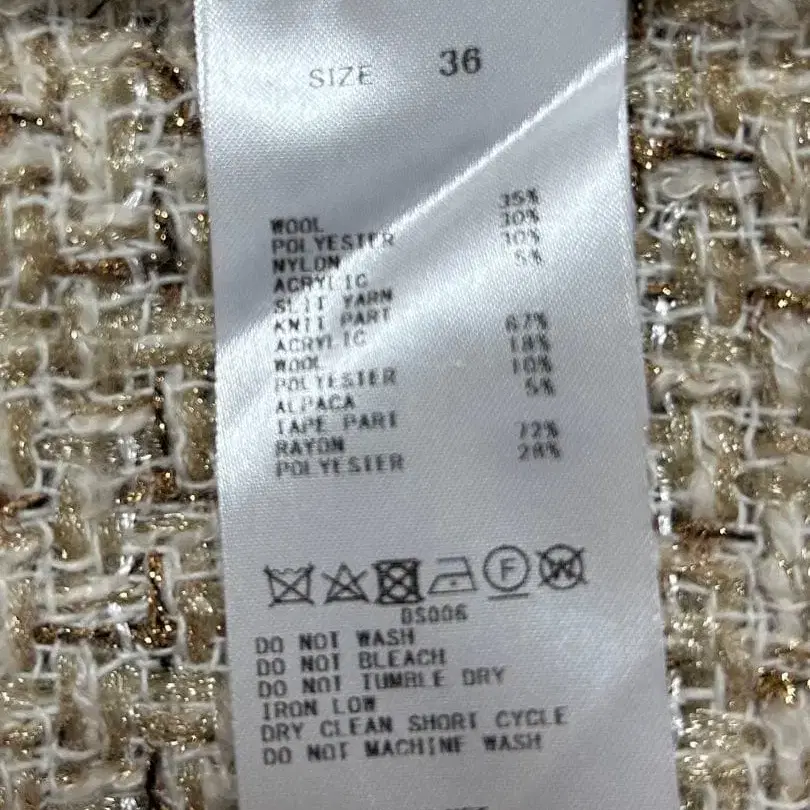 SIZE 36
WOOL 35%
POLYESTER 30%
NYLON 10%
ACRYLIC 5%
SLIT YARN
KNIT PART
ACRYLIC 67%
WOOL 18%
POLYESTER 10%
ALPACA 5%
TAPE PART
RAYON 72%
POLYESTER 28%
F W
BS006
DO NOT WASH
DO NOT BLEACH
DO NOT TUMBLE DRY
IRON LOW
DRY CLEAN SHORT CYCLE
DO NOT MACHINE WASH